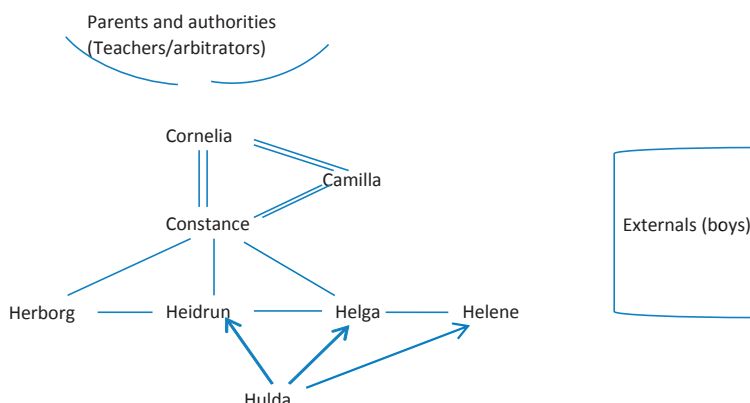 Parents and authorities
(Teachers/arbitrators)
Cornelia
Camilla
Constance
Externals (boys)
Herborg
Heidrun
Helga
Helene
Hulda